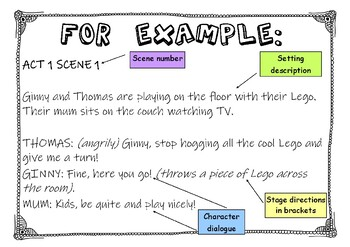 FOR EXAMPLE:
ACT 1 SCENE 1
Scene number
Setting
description
Ginny and Thomas are playing on the floor with their Lego.
Their mum sits on the couch watching TV.
THOMAS: (angrily) Ginny, stop hogging all the cool Lego and
give me a turn!
GINNY: Fine, here you go! (throws a piece of Lego across
the room).
MUM: Kids, be quite and play nicely!
Stage directions
in brackets
Character
dialogue